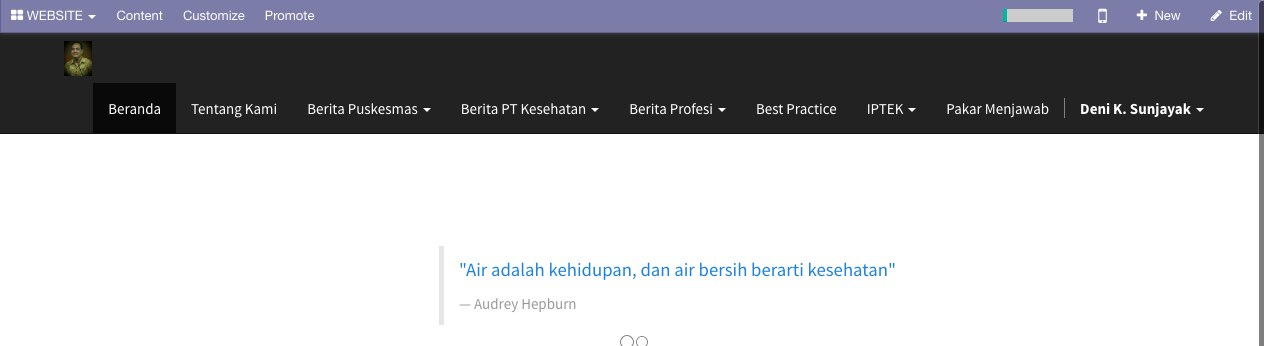 WEBSITE Content Customize Promote New Edit
Beranda Tentang Kami Berita Puskesmas Berita PT Kesehatan Berita Profesi Best Practice IPTEK Pakar Menjawab Deni K. Sunjayak
"Air adalah kehidupan, dan air bersih berarti kesehatan"
— Audrey Hepburn